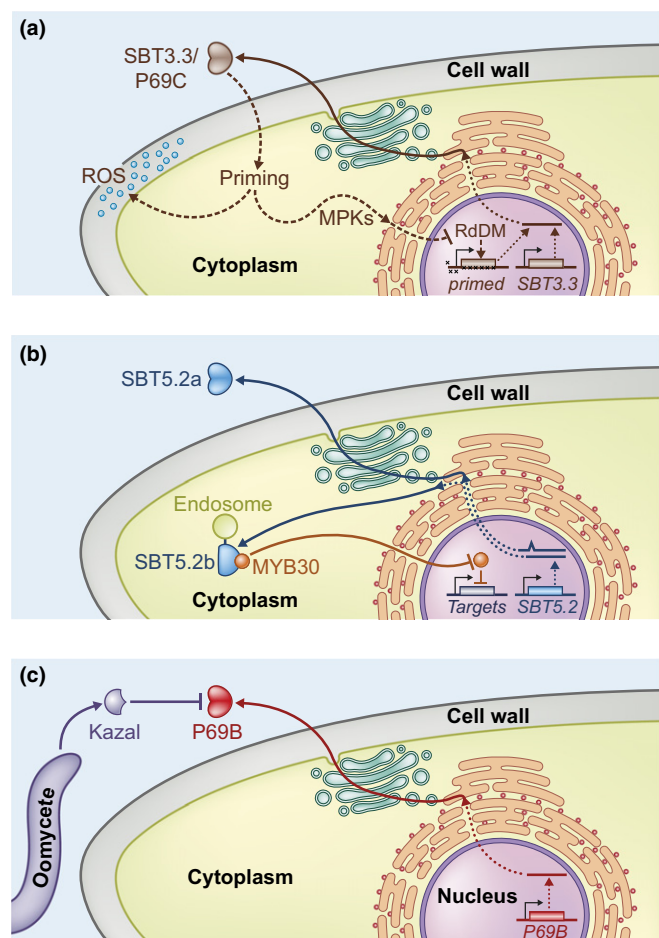 (a)
SBT3.3/
P69C
Cell wall
ROS
Priming
MPKs
RdDM
Cytoplasm
primed
SBT3.3
(b)
SBT5.2a
Cell wall
Endosome
SBT5.2b
MYB30
Cytoplasm
Targets
SBT5.2
(c)
Cell wall
Kazal
P69B
Oomycete
Cytoplasm
Nucleus
P69B